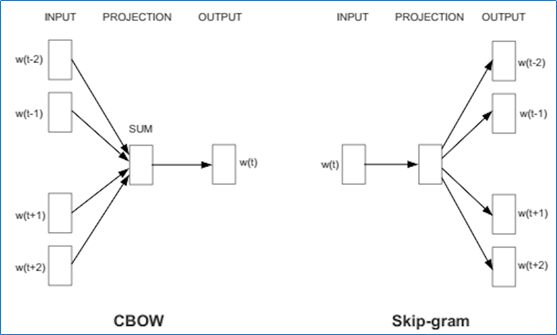 INPUT PROJECTION OUTPUT
w(t-2)
w(t-1)
SUM
w(t)
w(t+1)
w(t+2)
CBOW
INPUT PROJECTION OUTPUT
w(t-2)
w(t-1)
w(t)
w(t+1)
w(t+2)
Skip-gram